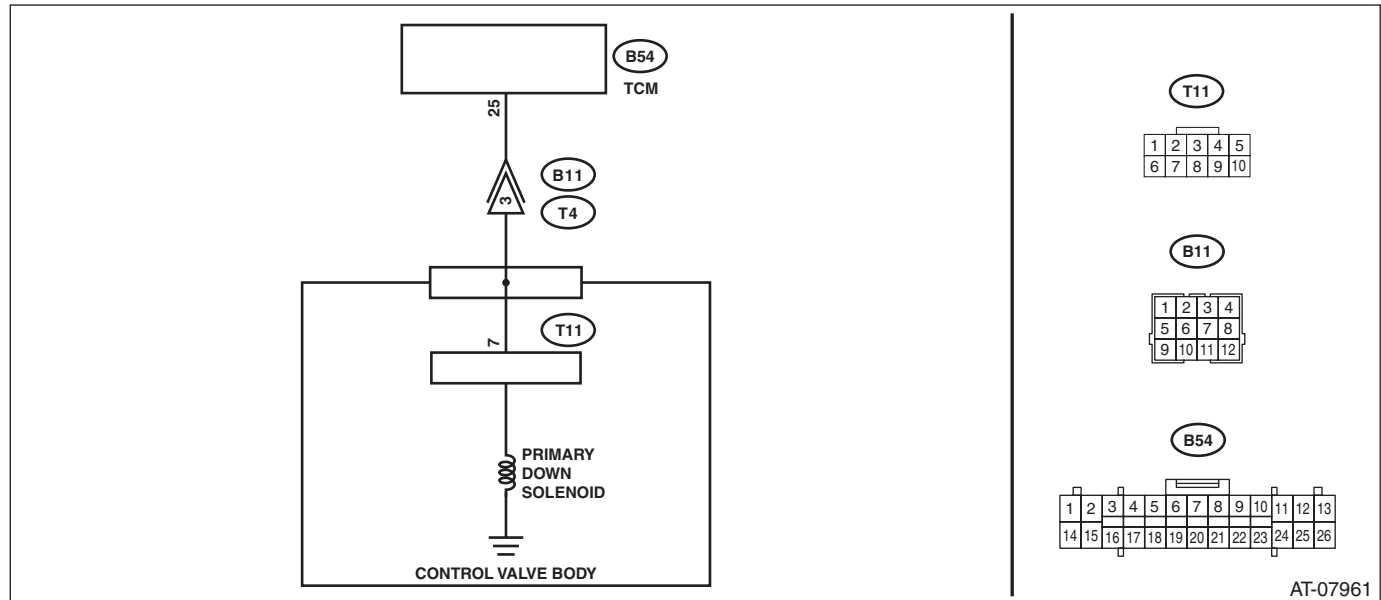 B54
TCM
25
B11
3
T4
T11
7
PRIMARY
DOWN
SOLENOID
CONTROL VALVE BODY
T11
1 2 3 4 5
6 7 8 9 10
B11
1 2 3 4
5 6 7 8
9 10 11 12
B54
1 2 3 4 5 6 7 8 9 10 11 12 13
14 15 16 17 18 19 20 21 22 23 24 25 26
AT-07961